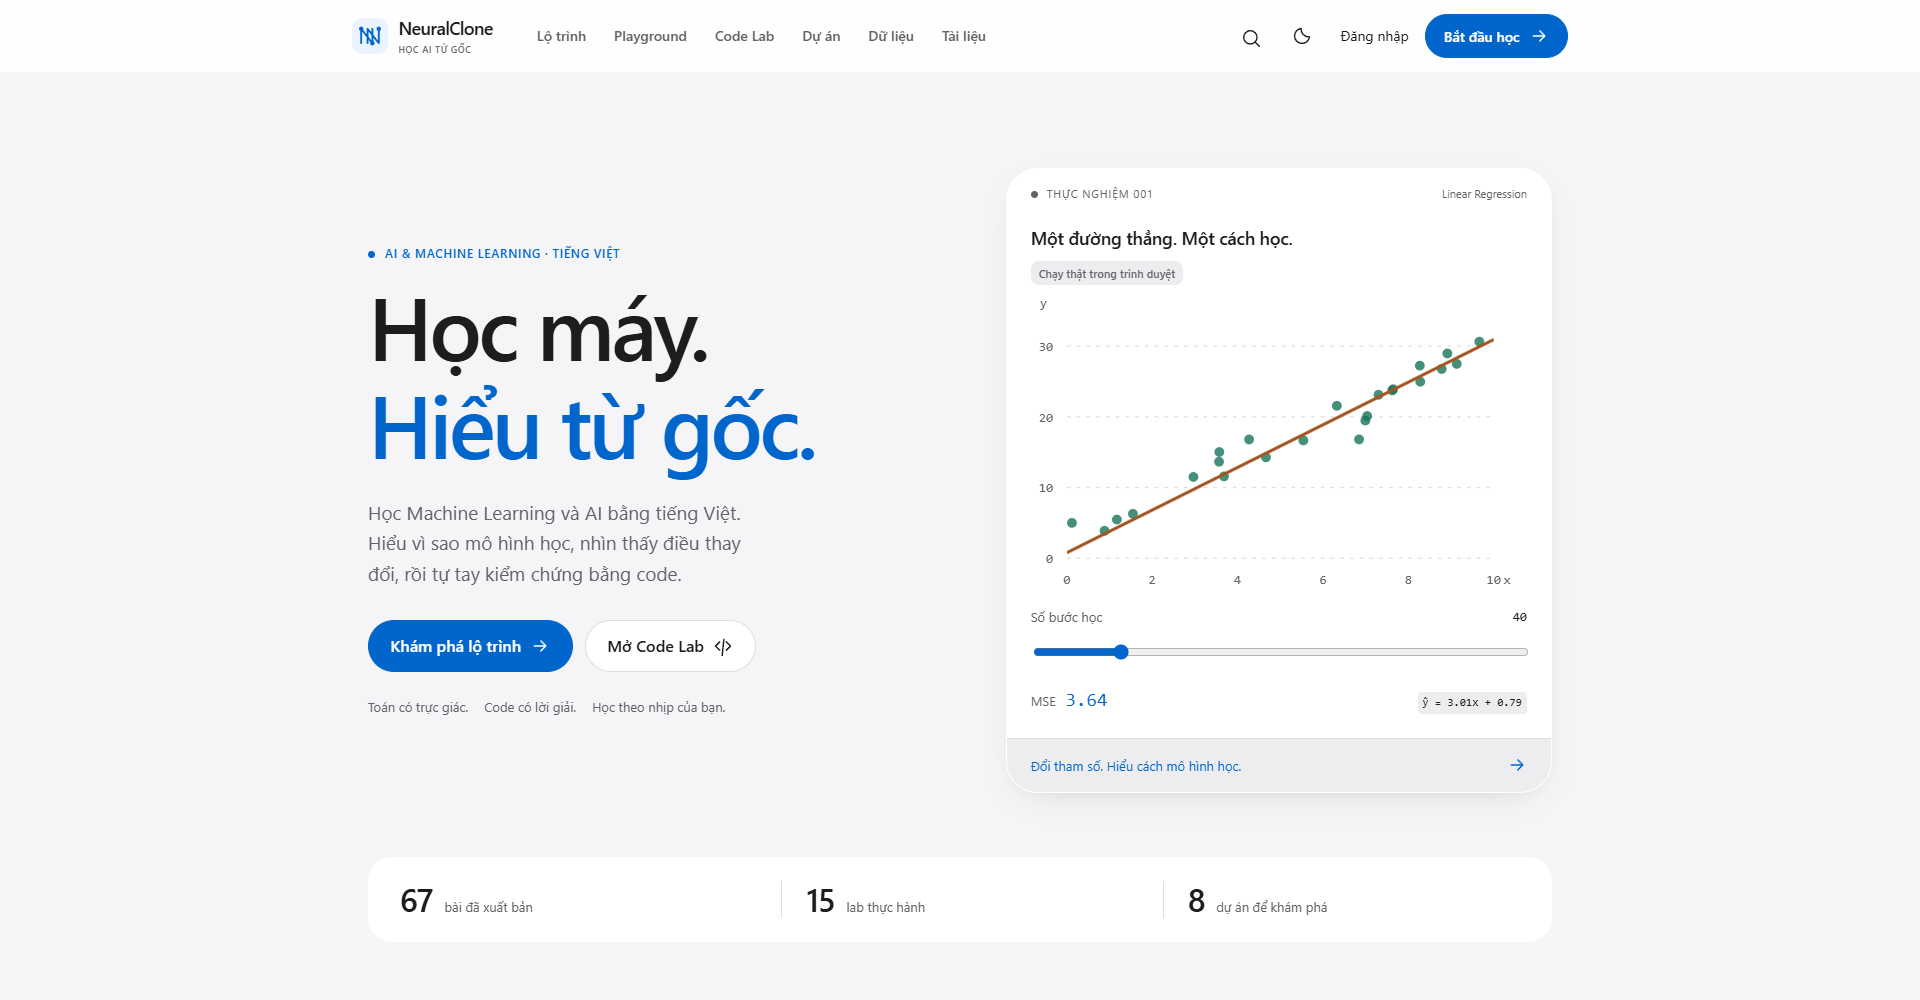 NeuralClone
HỌC AI TỪ GỐC
Lộ trình
Playground
Code Lab
Dự án
Dữ liệu
Tài liệu
Đăng nhập
Bắt đầu học
AI & MACHINE LEARNING · TIẾNG VIỆT
Học máy.
Hiểu từ gốc.
Học Machine Learning và AI bằng tiếng Việt.
Hiểu vì sao mô hình học, nhìn thấy điều thay
đổi, rồi tự tay kiểm chứng bằng code.
Khám phá lộ trình
Mở Code Lab
Toán có trực giác.
Code có lời giải.
Học theo nhịp của bạn.
THỰC NGHIỆM 001
Linear Regression
Một đường thẳng. Một cách học.
Chạy thật trong trình duyệt
y
30
20
10
0
0 2 4 6 8 10 x
Số bước học
40
MSE 3.64
ŷ = 3.01x + 0.79
Đổi tham số. Hiểu cách mô hình học.
67 bài đã xuất bản
15 lab thực hành
8 dự án để khám phá